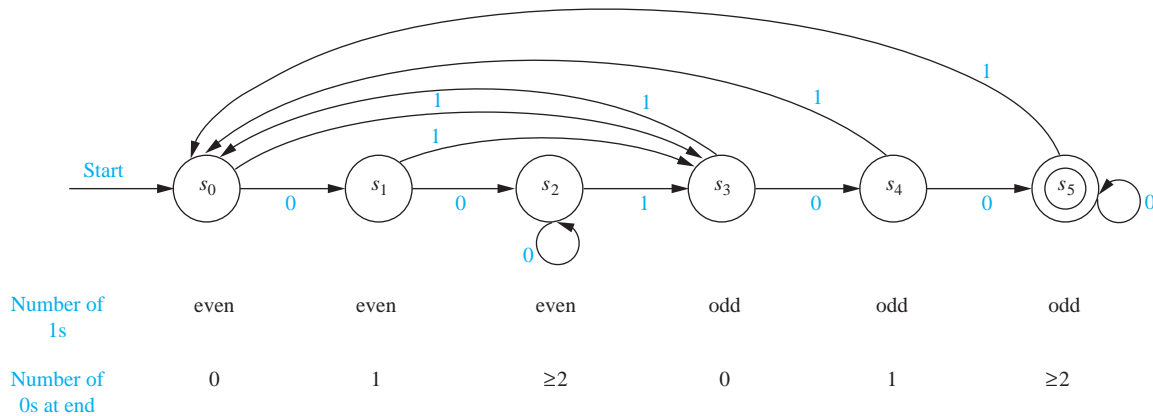 1
1
1
1
1
Start
s0
s1
s2
s3
s4
s5
0
0
1
0
0
0
0
Number of
1s
even
even
even
odd
odd
odd
Number of
0s at end
0
1
≥2
0
1
≥2